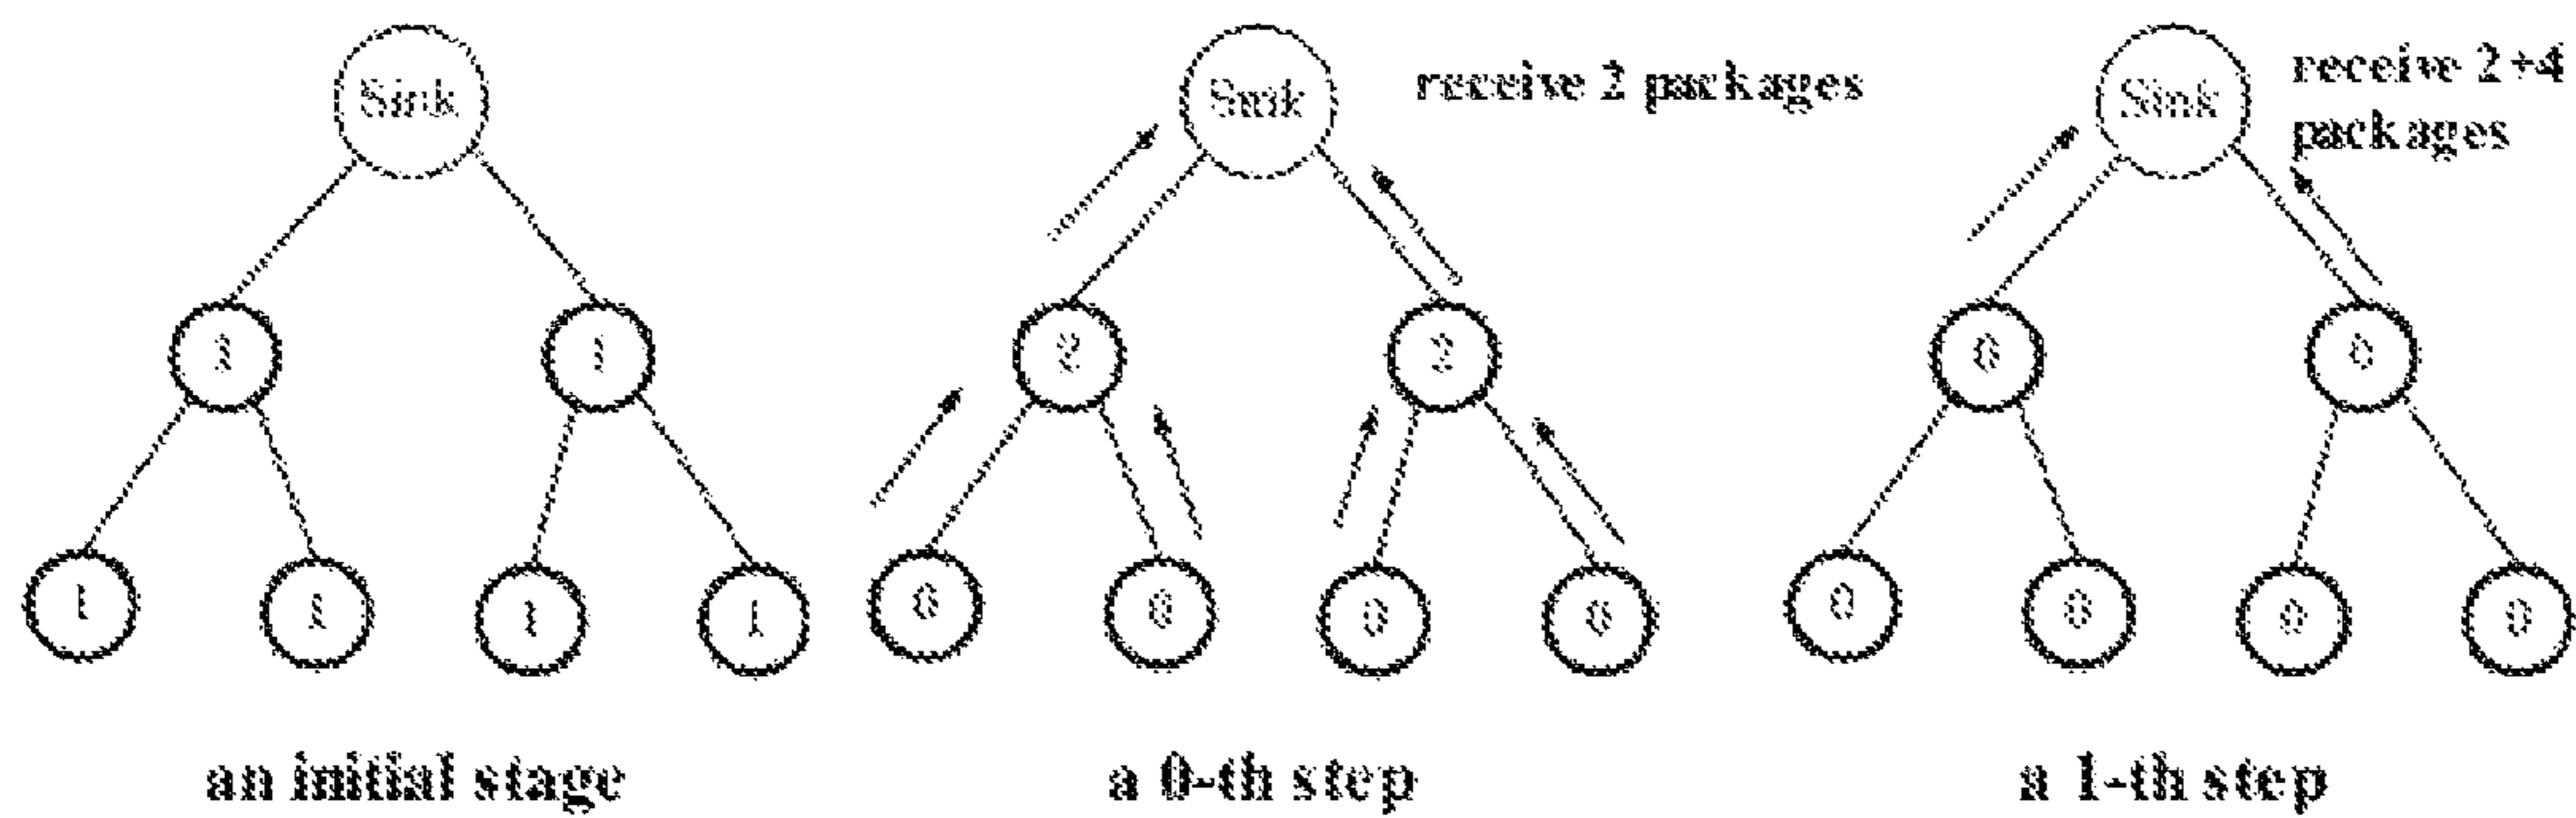 Sink
1 1
1 1 1 1
an initial stage
Sink receive 2 packages
2 2
0 0 0 0
a 0-th step
Sink receive 2+4
packages
0 0
0 0 0 0
a 1-th step